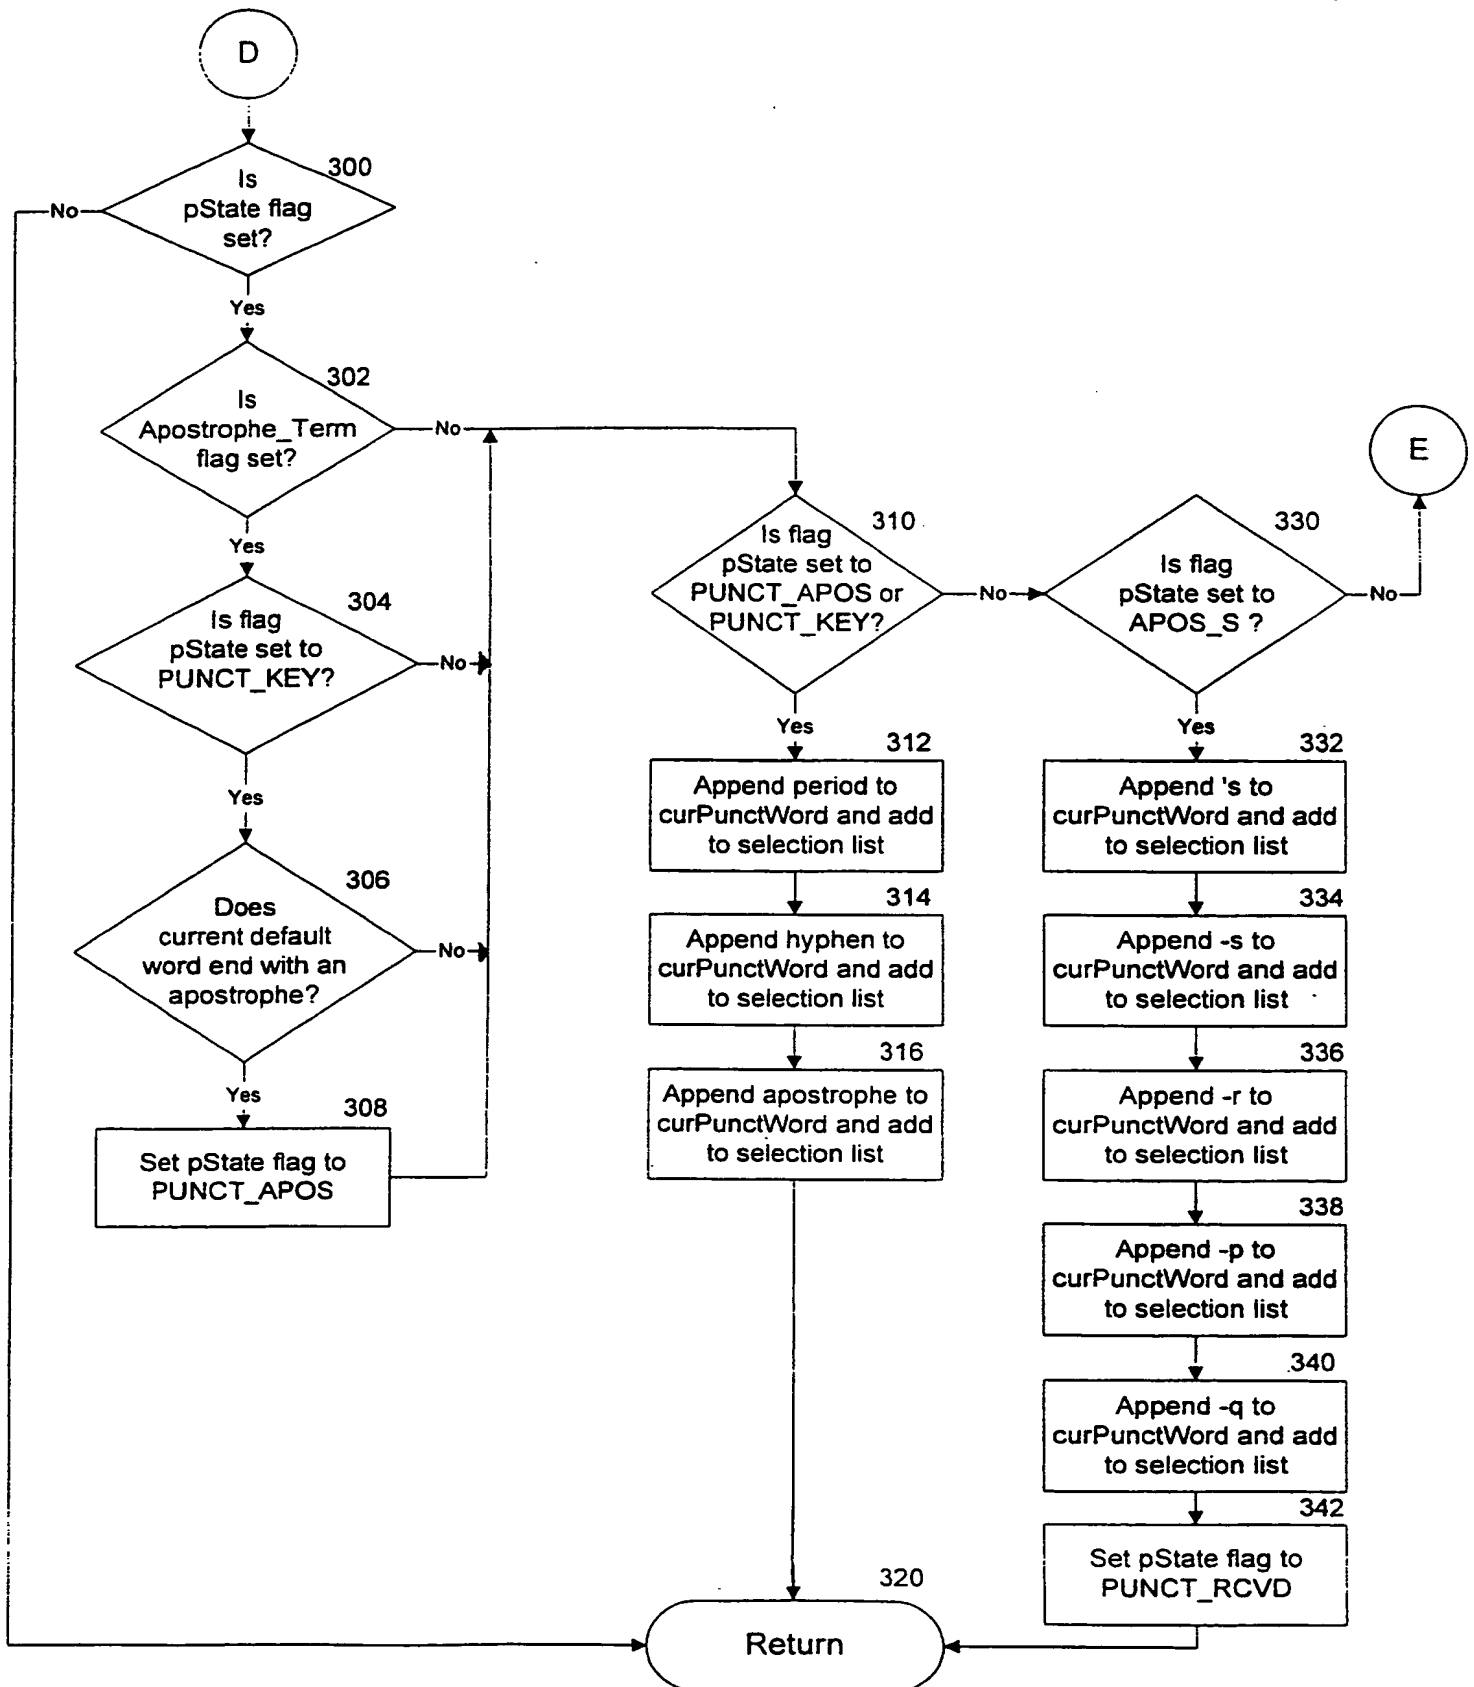 D
300
Is
pState flag
set?
No
Yes
302
Is
Apostrophe_Term
flag set?
No
Yes
304
Is flag
pState set to
PUNCT_KEY?
No
Yes
306
Does
current default
word end with an
apostrophe?
No
Yes
308
Set pState flag to
PUNCT_APOS
310
Is flag
pState set to
PUNCT_APOS or
PUNCT_KEY?
No
Yes
312
Append period to
curPunctWord and add
to selection list
314
Append hyphen to
curPunctWord and add
to selection list
316
Append apostrophe to
curPunctWord and add
to selection list
320
Return
330
Is flag
pState set to
APOS_S ?
No
E
Yes
332
Append 's to
curPunctWord and add
to selection list
334
Append -s to
curPunctWord and add
to selection list
336
Append -r to
curPunctWord and add
to selection list
338
Append -p to
curPunctWord and add
to selection list
340
Append -q to
curPunctWord and add
to selection list
342
Set pState flag to
PUNCT_RCVD